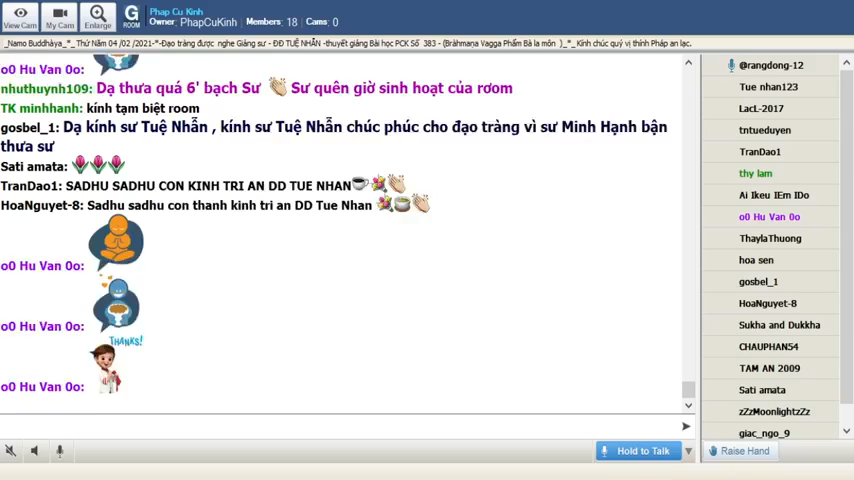 View Cam
My Cam
Enlarge
G
ROOM
Phap Cu Kinh
Owner: PhapCuKinh , Members: 18 , Cams: 0
_Namo Buddhàya_*_ Thứ Năm 04 /02 /2021-*-Đạo tràng được nghe Giảng sư - ĐĐ TUỆ NHẪN -thuyết giảng Bài học PCK Số 383 - (Bràhmaṇa Vagga Phẩm Bà la môn )_*_ Kính chúc quý vị thính Pháp an lạc.
o0 Hu Van 0o:
nhuthuynh109: Dạ thưa quá 6' bạch Sư Sư quên giờ sinh hoạt của rơom
TK minhhanh: kính tạm biệt room
gosbel_1: Dạ kính sư Tuệ Nhẫn , kính sư Tuệ Nhẫn chúc phúc cho đạo tràng vì sư Minh Hạnh bận
thưa sư
Sati amata:
TranDao1: SADHU SADHU CON KINH TRI AN DD TUE NHAN
HoaNguyet-8: Sadhu sadhu con thanh kinh tri an DD Tue Nhan
o0 Hu Van 0o:
o0 Hu Van 0o:
THANKS!
o0 Hu Van 0o:
Hold to Talk
@rangdong-12
Tue nhan123
LacL-2017
tntueduyen
TranDao1
thy lam
Ai Ikeu IEm IDo
o0 Hu Van 0o
ThaylaThuong
hoa sen
gosbel_1
HoaNguyet-8
Sukha and Dukkha
CHAUPHAN54
TAM AN 2009
Sati amata
zZzMoonlightzZz
giac_ngo_9
Raise Hand